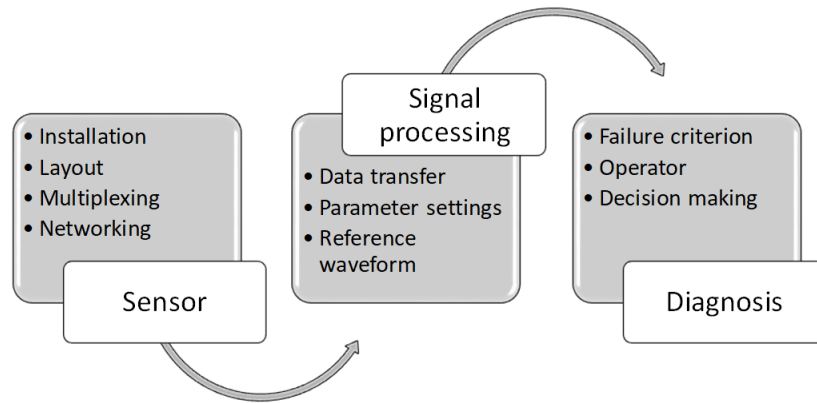 • Installation
• Layout
• Multiplexing
• Networking
Sensor
Signal
processing
• Data transfer
• Parameter settings
• Reference
waveform
• Failure criterion
• Operator
• Decision making
Diagnosis